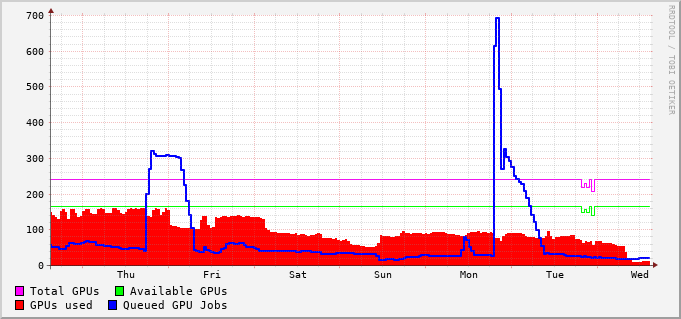 700
600
500
400
300
200
100
0
Thu Fri Sat Sun Mon Tue Wed
RRDTOOL / TOBI OETIKER
Total GPUs Available GPUs
GPUs used Queued GPU Jobs